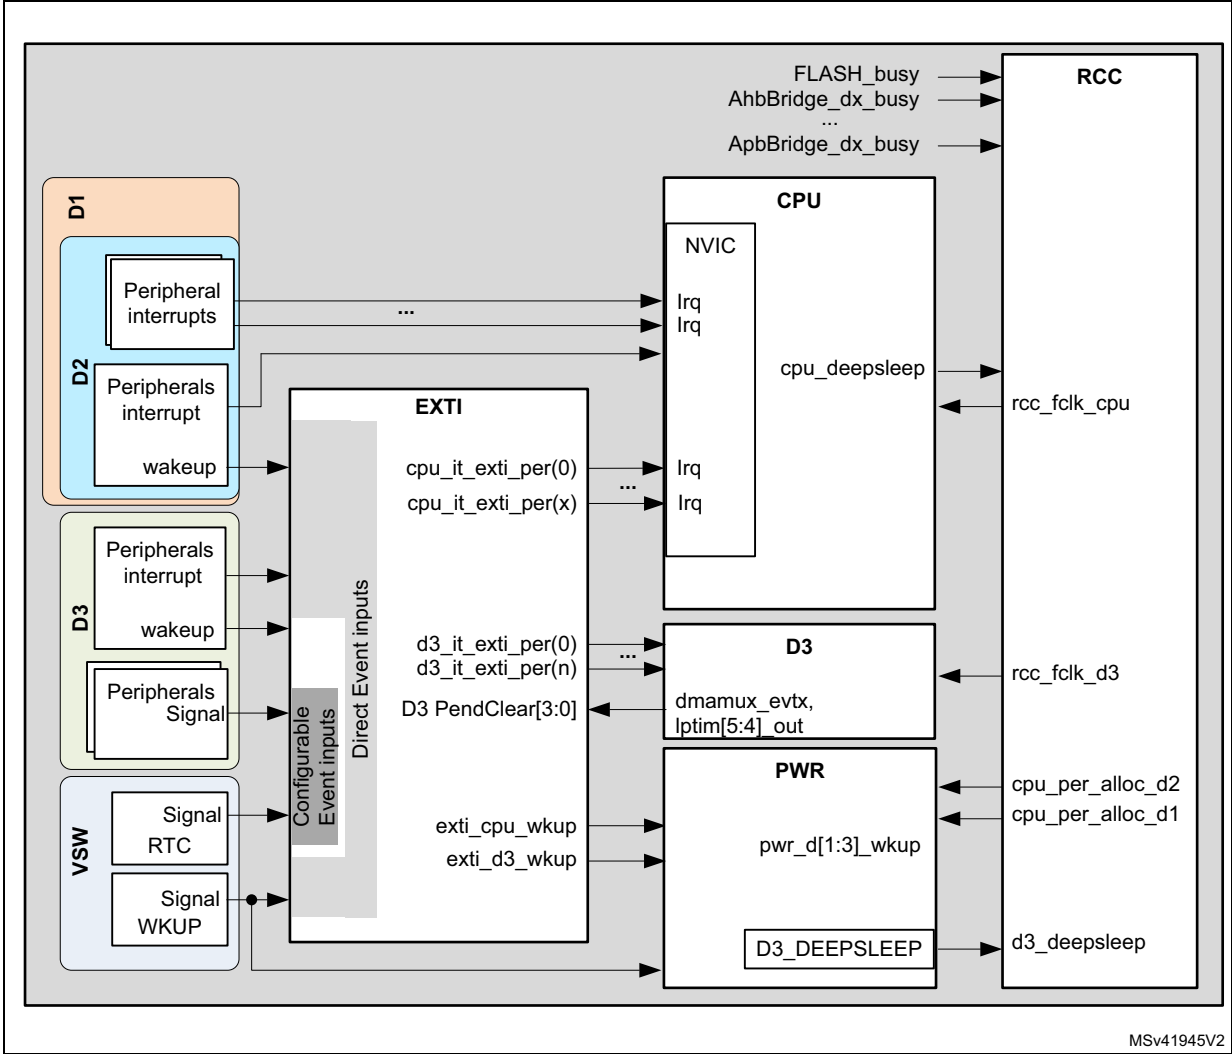 FLASH_busy
AhbBridge_dx_busy
...
ApbBridge_dx_busy
RCC
D1
D2
Peripheral
interrupts
...
Peripherals
interrupt
wakeup
D3
Peripherals
interrupt
wakeup
Peripherals
Signal
VSW
Signal
RTC
Signal
WKUP
EXTI
Direct Event inputs
Configurable
Event inputs
cpu_it_exti_per(0)
...
cpu_it_exti_per(x)
d3_it_exti_per(0)
...
d3_it_exti_per(n)
D3 PendClear[3:0]
exti_cpu_wkup
exti_d3_wkup
CPU
NVIC
Irq
Irq
Irq
Irq
cpu_deepsleep
rcc_fclk_cpu
D3
dmamux_evtx,
lptim[5:4]_out
rcc_fclk_d3
PWR
pwr_d[1:3]_wkup
D3_DEEPSLEEP
cpu_per_alloc_d2
cpu_per_alloc_d1
d3_deepsleep
MSv41945V2